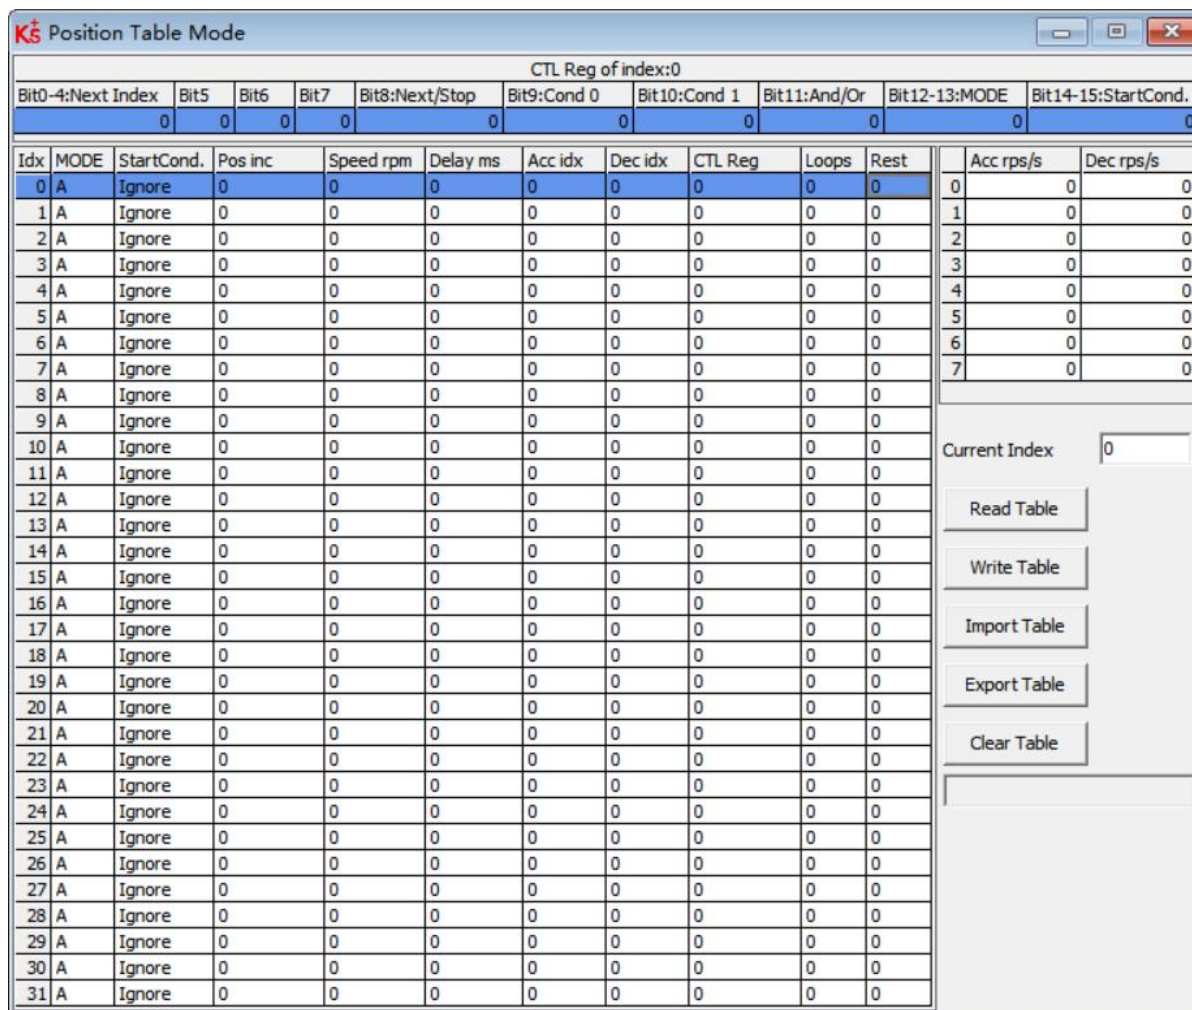 Kṡ Position Table Mode
CTL Reg of index:0
Bit0-4:Next Index Bit5 Bit6 Bit7 Bit8:Next/Stop Bit9:Cond 0 Bit10:Cond 1 Bit11:And/Or Bit12-13:MODE Bit14-15:StartCond.
0 0 0 0 0 0 0 0 0 0
Idx MODE StartCond. Pos inc Speed rpm Delay ms Acc idx Dec idx CTL Reg Loops Rest
0 A Ignore 0 0 0 0 0 0 0 0
1 A Ignore 0 0 0 0 0 0 0 0
2 A Ignore 0 0 0 0 0 0 0 0
3 A Ignore 0 0 0 0 0 0 0 0
4 A Ignore 0 0 0 0 0 0 0 0
5 A Ignore 0 0 0 0 0 0 0 0
6 A Ignore 0 0 0 0 0 0 0 0
7 A Ignore 0 0 0 0 0 0 0 0
8 A Ignore 0 0 0 0 0 0 0 0
9 A Ignore 0 0 0 0 0 0 0 0
10 A Ignore 0 0 0 0 0 0 0 0
11 A Ignore 0 0 0 0 0 0 0 0
12 A Ignore 0 0 0 0 0 0 0 0
13 A Ignore 0 0 0 0 0 0 0 0
14 A Ignore 0 0 0 0 0 0 0 0
15 A Ignore 0 0 0 0 0 0 0 0
16 A Ignore 0 0 0 0 0 0 0 0
17 A Ignore 0 0 0 0 0 0 0 0
18 A Ignore 0 0 0 0 0 0 0 0
19 A Ignore 0 0 0 0 0 0 0 0
20 A Ignore 0 0 0 0 0 0 0 0
21 A Ignore 0 0 0 0 0 0 0 0
22 A Ignore 0 0 0 0 0 0 0 0
23 A Ignore 0 0 0 0 0 0 0 0
24 A Ignore 0 0 0 0 0 0 0 0
25 A Ignore 0 0 0 0 0 0 0 0
26 A Ignore 0 0 0 0 0 0 0 0
27 A Ignore 0 0 0 0 0 0 0 0
28 A Ignore 0 0 0 0 0 0 0 0
29 A Ignore 0 0 0 0 0 0 0 0
30 A Ignore 0 0 0 0 0 0 0 0
31 A Ignore 0 0 0 0 0 0 0 0
Acc rps/s Dec rps/s
0 0 0
1 0 0
2 0 0
3 0 0
4 0 0
5 0 0
6 0 0
7 0 0
Current Index 0
Read Table
Write Table
Import Table
Export Table
Clear Table